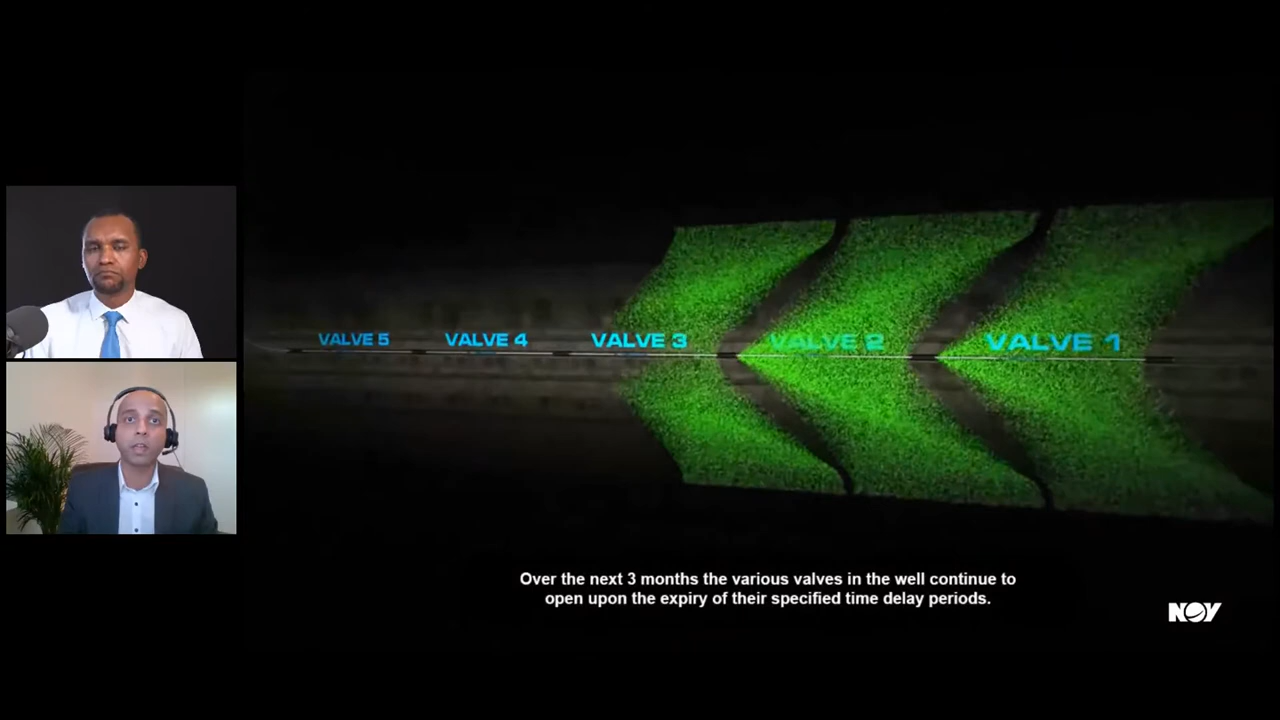 VALVE 5
VALVE 4
VALVE 3
VALVE 2
VALVE 1
Over the next 3 months the various valves in the well continue to
open upon the expiry of their specified time delay periods.
NOV